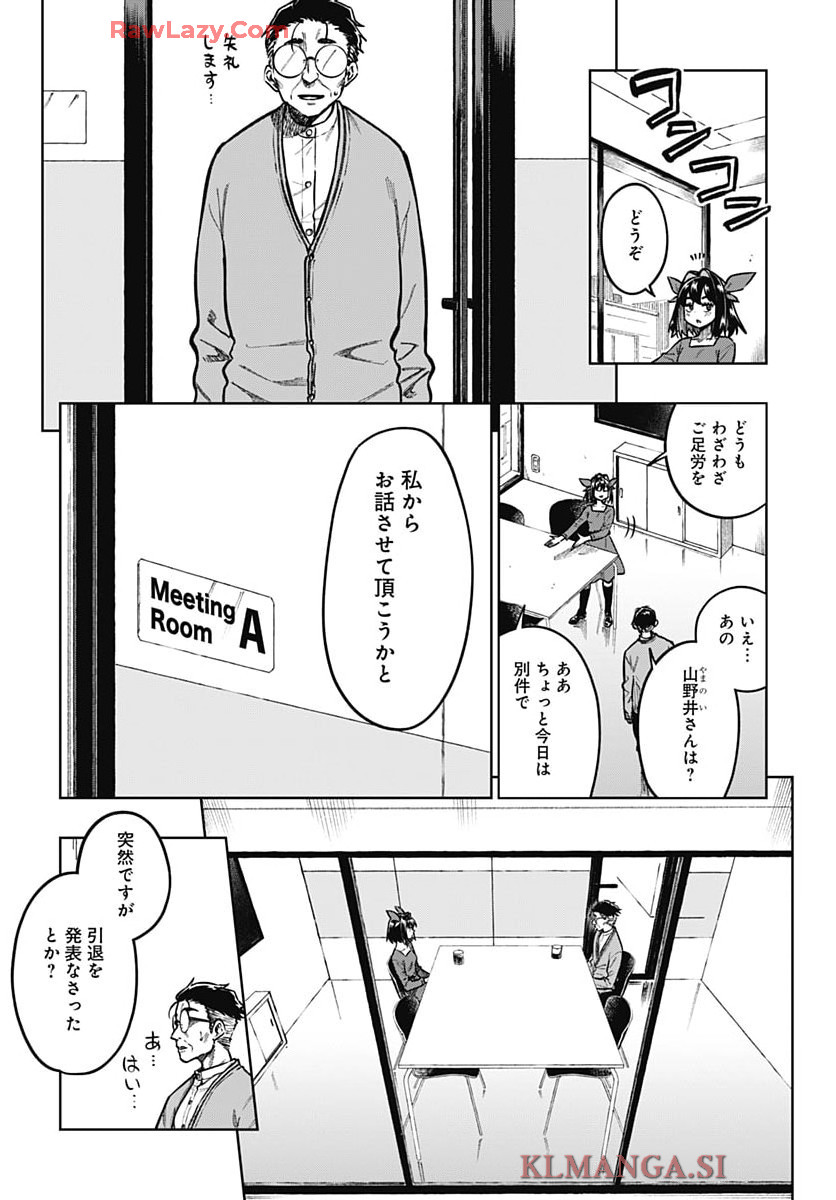 RawLazy.Com
コンコン
どうぞ
失礼
します…
どうも
わざわざ
ご足労を
いえ…
あの
山野井さんは?
やまのい
ああ
ちょっと今日は
別件で
私から
お話させて頂こうかと
Meeting
Room A
突然ですが
引退を
発表なさった
とか?
あ…
はい…
KLMANGA.SI